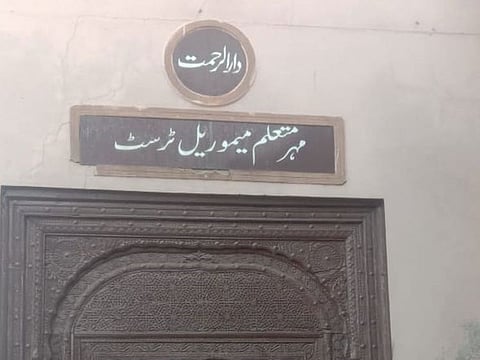 دارالرحمت
مہر متعلم میموریل ٹرسٹ